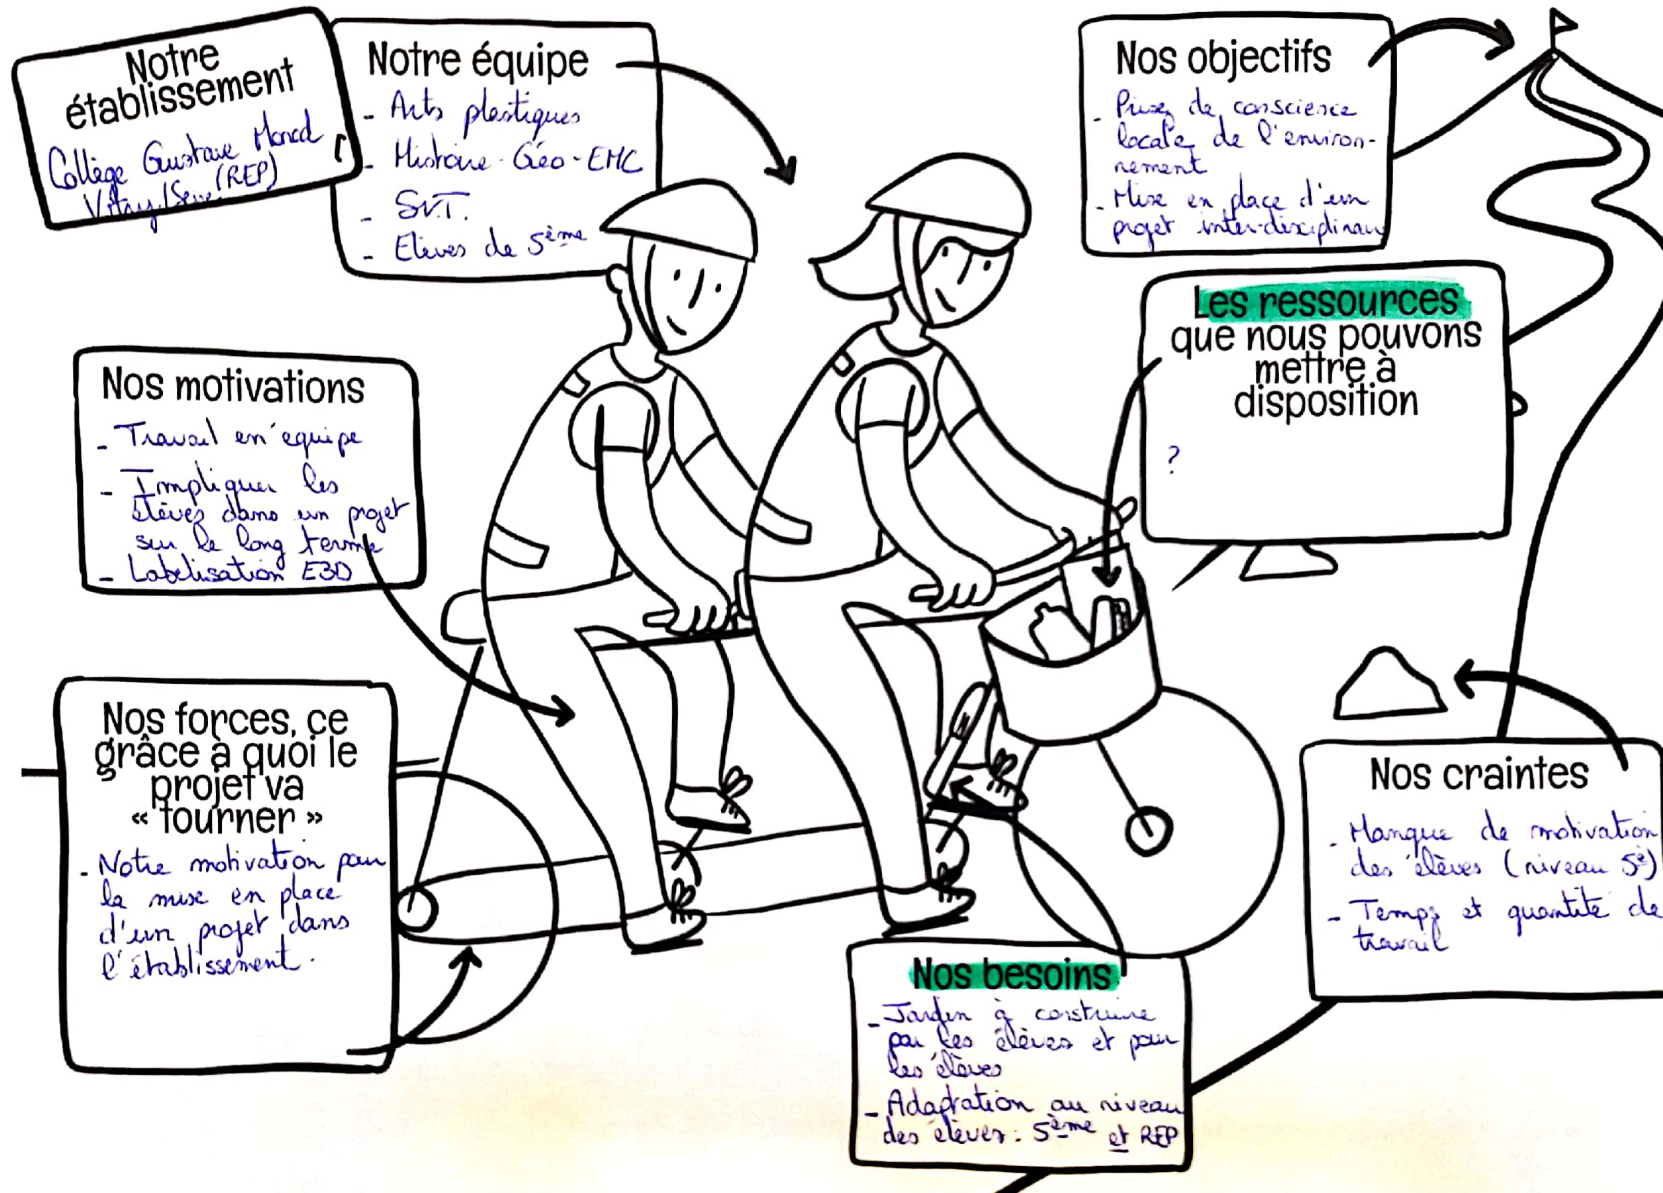 Notre
établissement
Collège Gustave Monod
Vitry/Seine (REP)
Notre équipe
- Arts plastiques
- Histoire-Géo-EMC
- S.V.T.
- Elèves de 5ème
Nos objectifs
- Prise de conscience
locale de l'environ-
nement
- Mise en place d'un
projet inter-disciplinaire
Les ressources
que nous pouvons
mettre à
disposition
?
Nos motivations
- Travail en équipe
- Impliquer les
élèves dans un projet
sur le long terme
- Labelisation E3D
Nos forces, ce
grâce à quoi le
projet va
« tourner »
- Notre motivation pour
la mise en place
d'un projet dans
l'établissement.
Nos craintes
- Manque de motivation
des élèves (niveau 5è)
- Temps et quantité de
travail
Nos besoins
- Jardin à construire
par les élèves et pour
les élèves
- Adaptation au niveau
des élèves : 5ème et REP